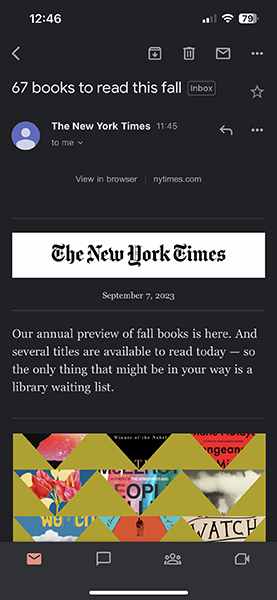 12:46
79
67 books to read this fall Inbox
The New York Times 11:45
to me
View in browser | nytimes.com
The New York Times
September 7, 2023
Our annual preview of fall books is here. And
several titles are available to read today — so
the only thing that might be in your way is a
library waiting list.
Winner of the Nobel
PEOPL
WATCH